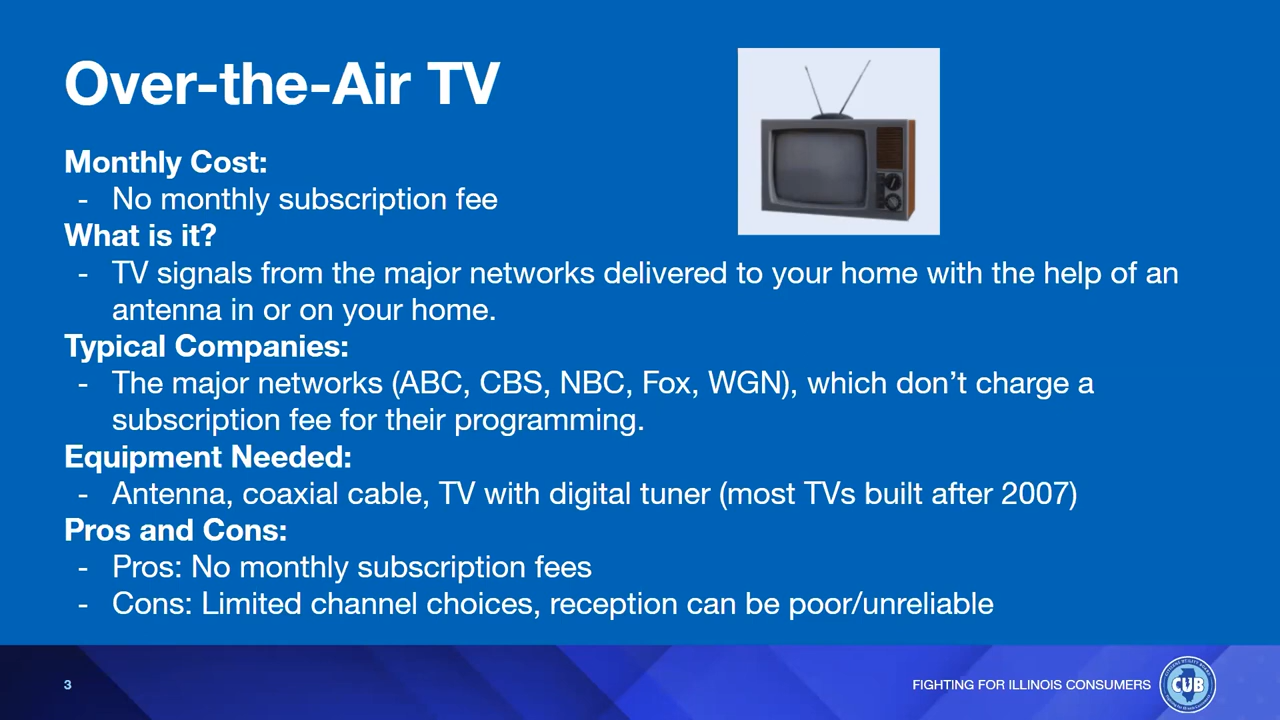 Over-the-Air TV
Monthly Cost:
- No monthly subscription fee
What is it?
- TV signals from the major networks delivered to your home with the help of an
antenna in or on your home.
Typical Companies:
- The major networks (ABC, CBS, NBC, Fox, WGN), which don’t charge a
subscription fee for their programming.
Equipment Needed:
- Antenna, coaxial cable, TV with digital tuner (most TVs built after 2007)
Pros and Cons:
- Pros: No monthly subscription fees
- Cons: Limited channel choices, reception can be poor/unreliable
3
FIGHTING FOR ILLINOIS CONSUMERS
CUB